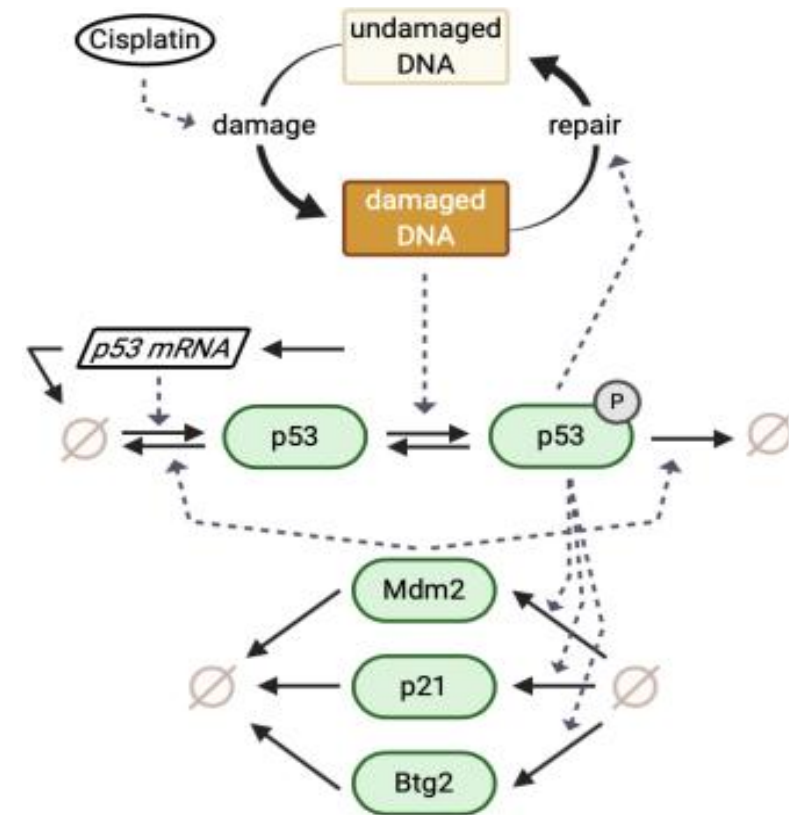 Cisplatin
undamaged
DNA
damage
repair
damaged
DNA
p53 mRNA
P
p53
p53
Mdm2
p21
Btg2